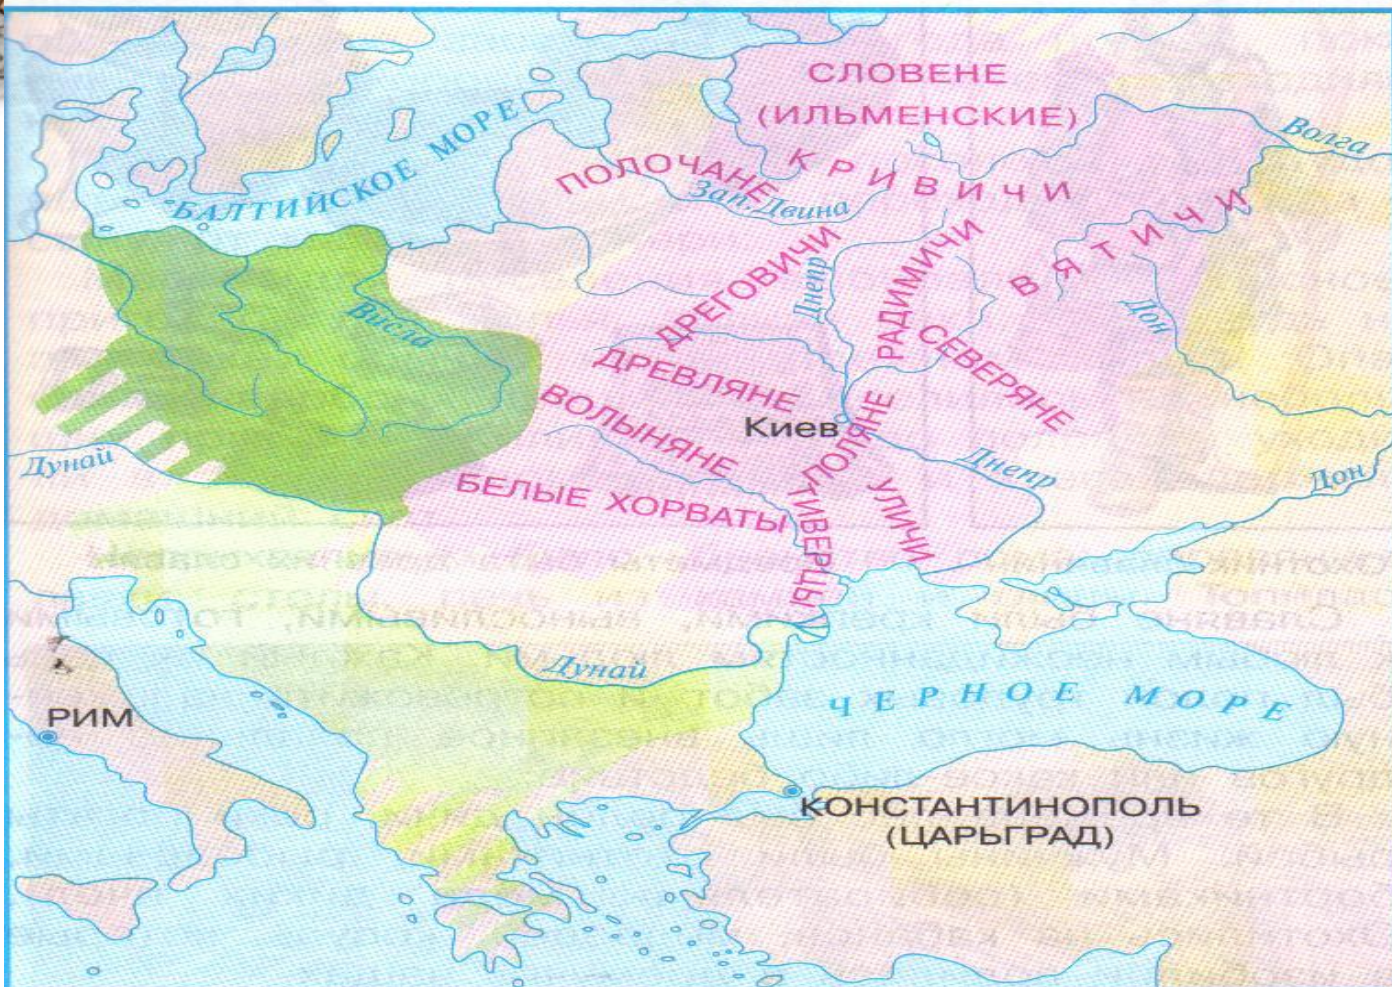 СЛОВЕНЕ
(ИЛЬМЕНСКИЕ)
Волга
БАЛТИЙСКОЕ МОРЕ
ПОЛОЧАНЕ
КРИВИЧИ
Зап. Двина
ВЯТИЧИ
ДРЕГОВИЧИ
Днепр
РАДИМИЧИ
Дон
Висла
СЕВЕРЯНЕ
ДРЕВЛЯНЕ
ВОЛЫНЯНЕ
Киев
ПОЛЯНЕ
Днепр
Дунай
Дон
БЕЛЫЕ ХОРВАТЫ
ТИВЕРЦЫ
УЛИЧИ
Дунай
ЧЕРНОЕ МОРЕ
РИМ
КОНСТАНТИНОПОЛЬ
(ЦАРЬГРАД)